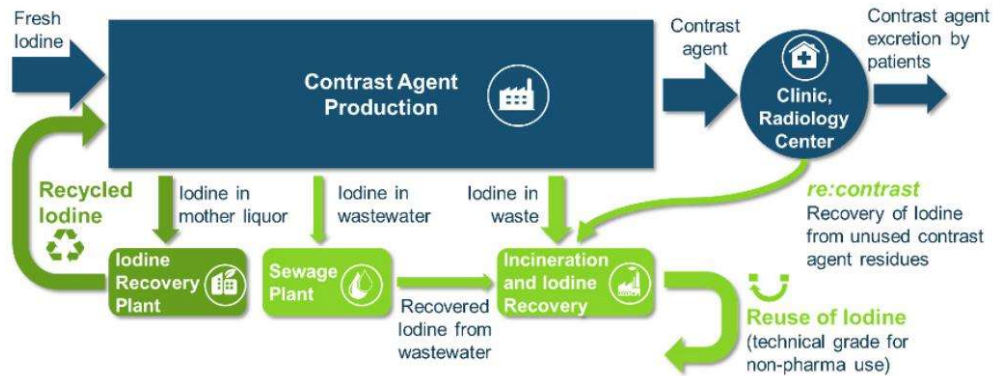 Fresh
Iodine
Contrast Agent
Production
Contrast
agent
Clinic,
Radiology
Center
Contrast agent
excretion by
patients
Recycled
Iodine
Iodine in
mother liquor
Iodine in
wastewater
Iodine in
waste
re:contrast
Recovery of Iodine
from unused contrast
agent residues
Iodine
Recovery
Plant
Sewage
Plant
Recovered
Iodine from
wastewater
Incineration
and Iodine
Recovery
Reuse of Iodine
(technical grade for
non-pharma use)